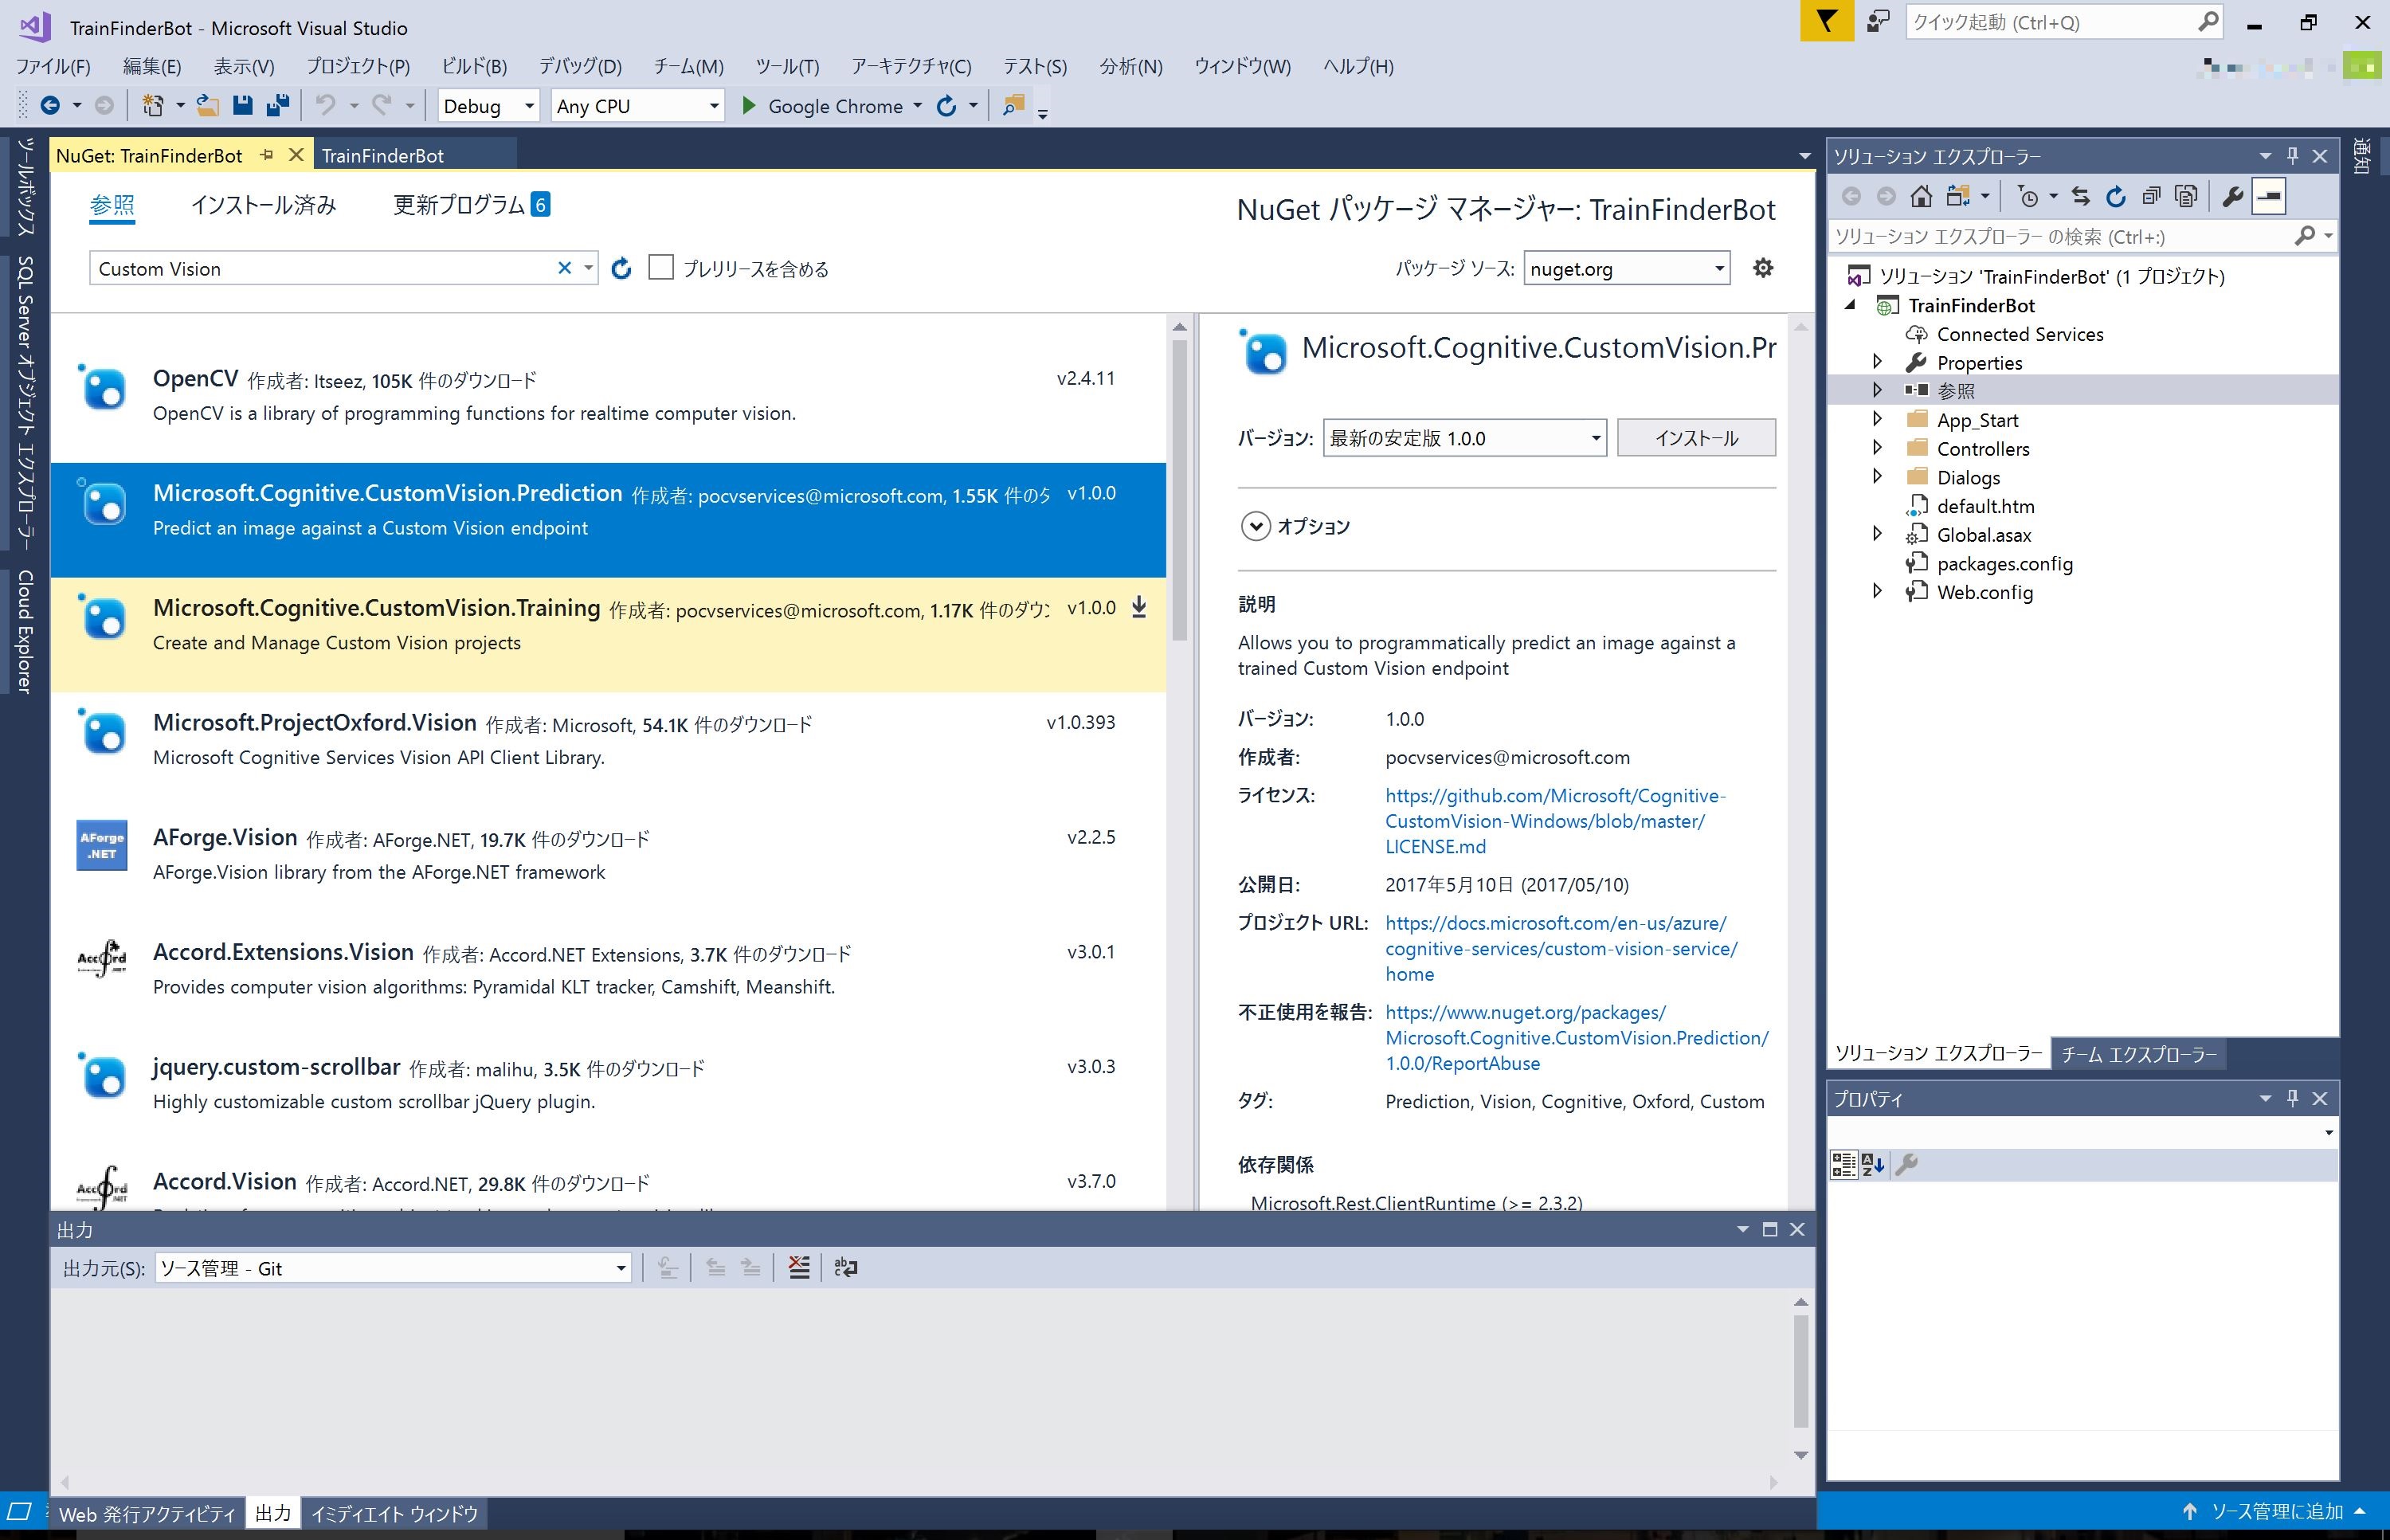 TrainFinderBot - Microsoft Visual Studio
クイック起動 (Ctrl+Q)
ファイル(F) 編集(E) 表示(V) プロジェクト(P) ビルド(B) デバッグ(D) チーム(M) ツール(T) アーキテクチャ(C) テスト(S) 分析(N) ウィンドウ(W) ヘルプ(H)
Debug Any CPU Google Chrome
ツールボックス
SQL Server オブジェクト エクスプローラー
Cloud Explorer
NuGet: TrainFinderBot TrainFinderBot
参照 インストール済み 更新プログラム 6
NuGet パッケージ マネージャー: TrainFinderBot
Custom Vision プレリリースを含める
パッケージ ソース: nuget.org
OpenCV 作成者: Itseez, 105K 件のダウンロード v2.4.11
OpenCV is a library of programming functions for realtime computer vision.
Microsoft.Cognitive.CustomVision.Prediction 作成者: pocvservices@microsoft.com, 1.55K 件の v1.0.0
Predict an image against a Custom Vision endpoint
Microsoft.Cognitive.CustomVision.Training 作成者: pocvservices@microsoft.com, 1.17K 件のダウ v1.0.0
Create and Manage Custom Vision projects
Microsoft.ProjectOxford.Vision 作成者: Microsoft, 54.1K 件のダウンロード v1.0.393
Microsoft Cognitive Services Vision API Client Library.
AForge .NET
AForge.Vision 作成者: AForge.NET, 19.7K 件のダウンロード v2.2.5
AForge.Vision library from the AForge.NET framework
Accord
Accord.Extensions.Vision 作成者: Accord.NET Extensions, 3.7K 件のダウンロード v3.0.1
Provides computer vision algorithms: Pyramidal KLT tracker, Camshift, Meanshift.
jquery.custom-scrollbar 作成者: malihu, 3.5K 件のダウンロード v3.0.3
Highly customizable custom scrollbar jQuery plugin.
Accord
Accord.Vision 作成者: Accord.NET, 29.8K 件のダウンロード v3.7.0
Microsoft.Cognitive.CustomVision.Pr
バージョン: 最新の安定版 1.0.0 インストール
オプション
説明
Allows you to programmatically predict an image against a
trained Custom Vision endpoint
バージョン: 1.0.0
作成者: pocvservices@microsoft.com
ライセンス: https://github.com/Microsoft/Cognitive-
CustomVision-Windows/blob/master/
LICENSE.md
公開日: 2017年5月10日 (2017/05/10)
プロジェクト URL: https://docs.microsoft.com/en-us/azure/
cognitive-services/custom-vision-service/
home
不正使用を報告: https://www.nuget.org/packages/
Microsoft.Cognitive.CustomVision.Prediction/
1.0.0/ReportAbuse
タグ: Prediction, Vision, Cognitive, Oxford, Custom
依存関係
Microsoft.Rest.ClientRuntime (>= 2.3.2)
ソリューション エクスプローラー
通知
ソリューション エクスプローラー の検索 (Ctrl+:)
ソリューション 'TrainFinderBot' (1 プロジェクト)
TrainFinderBot
Connected Services
Properties
参照
App_Start
Controllers
Dialogs
default.htm
Global.asax
packages.config
Web.config
ソリューション エクスプローラー チーム エクスプローラー
プロパティ
出力
出力元(S): ソース管理 - Git
Web 発行アクティビティ 出力 イミディエイト ウィンドウ
ソース管理に追加